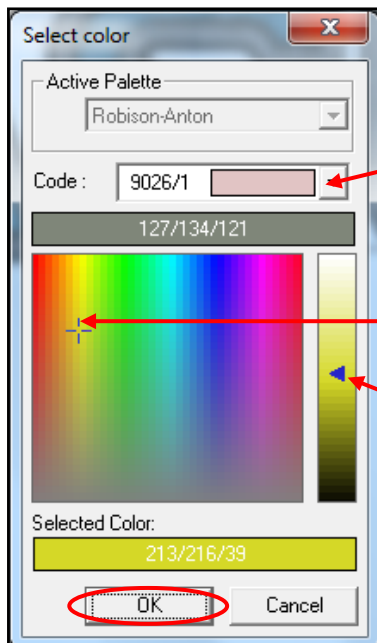 Select color
Active Palette
Robison-Anton
Code : 9026/1
127/134/121
Selected Color:
213/216/39
OK Cancel